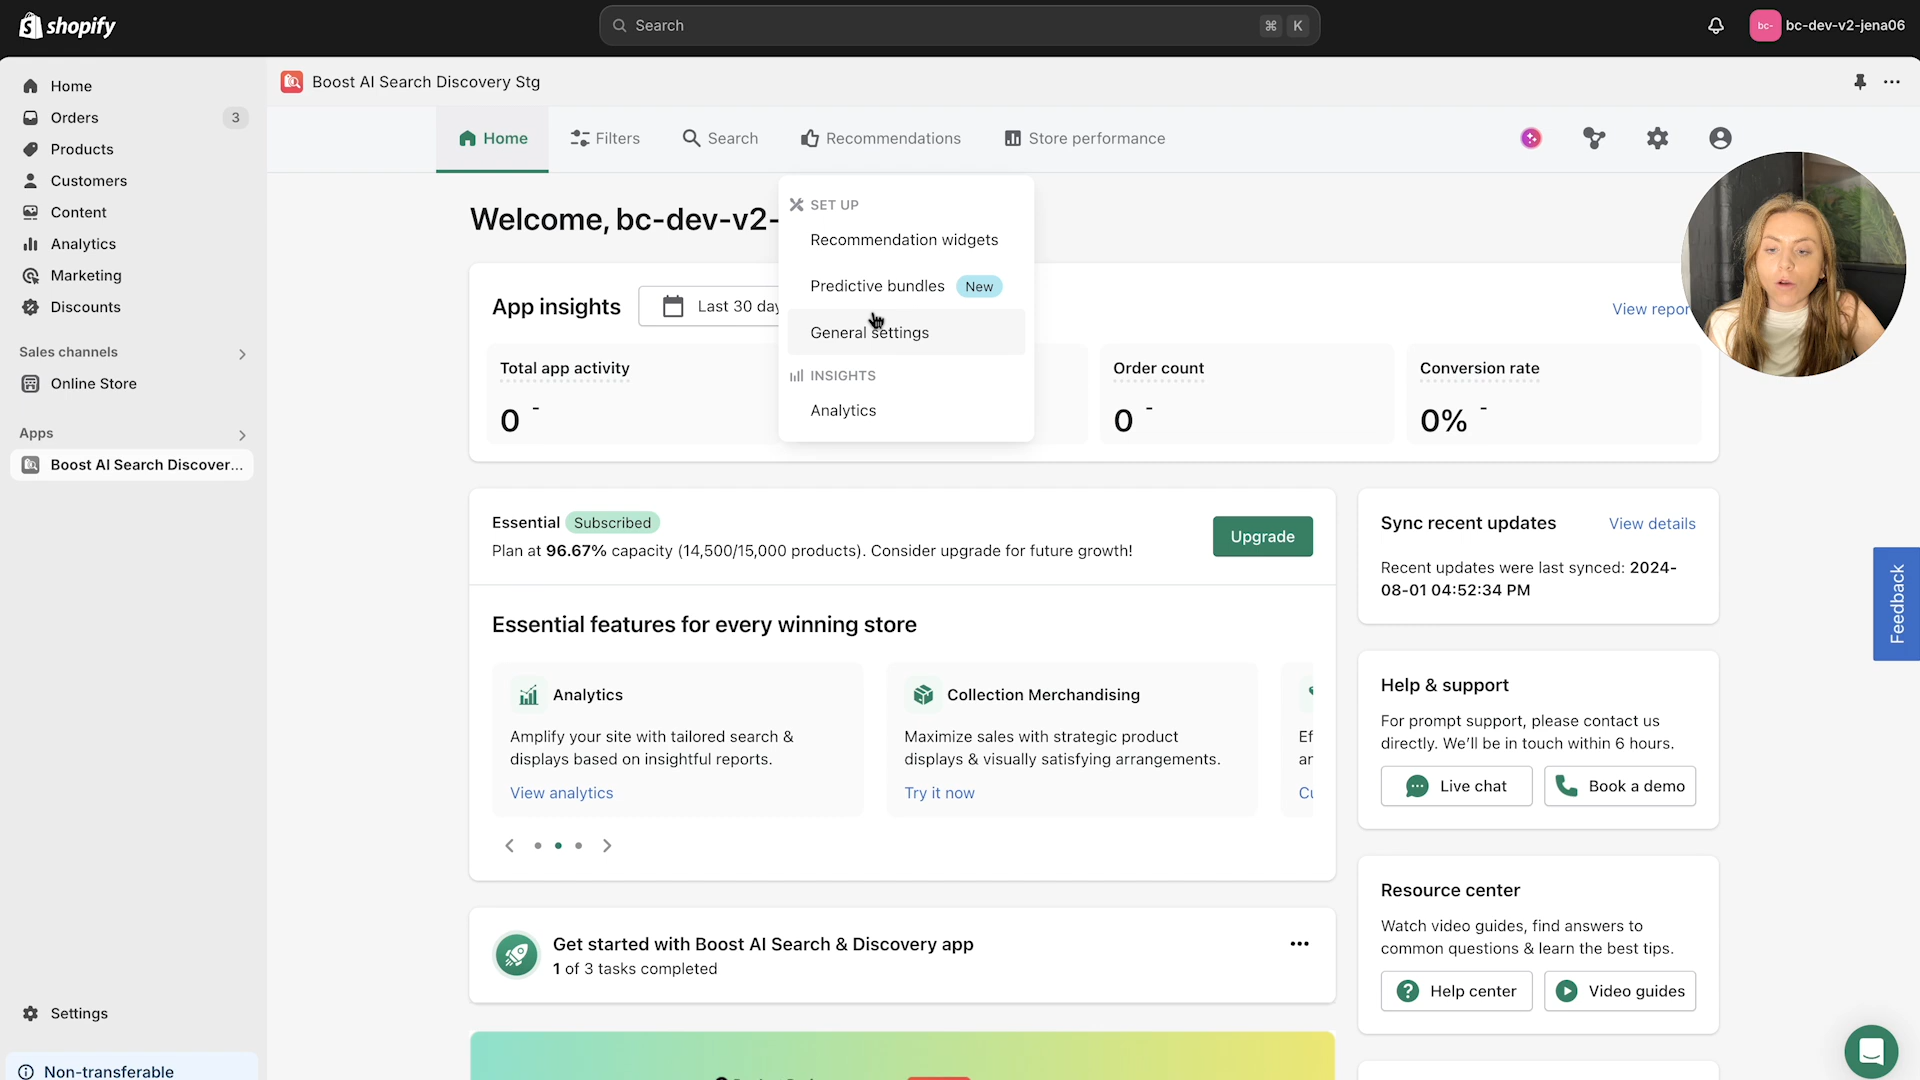 shopify
Search
⌘ K
bc-
bc-dev-v2-jena06
Home
Orders
3
Products
Customers
Content
Analytics
Marketing
Discounts
Sales channels
Online Store
Apps
Boost AI Search Discover...
Settings
Non-transferable
Boost AI Search Discovery Stg
Home
Filters
Search
Recommendations
Store performance
SET UP
Recommendation widgets
Predictive bundles New
General settings
INSIGHTS
Analytics
Welcome, bc-dev-v2-
App insights
Last 30 day
View repor
Total app activity
0 -
Order count
0 -
Conversion rate
0% -
Essential Subscribed
Plan at 96.67% capacity (14,500/15,000 products). Consider upgrade for future growth!
Upgrade
Essential features for every winning store
Analytics
Amplify your site with tailored search &
displays based on insightful reports.
View analytics
Collection Merchandising
Maximize sales with strategic product
displays & visually satisfying arrangements.
Try it now
Ef
ar
Get started with Boost AI Search & Discovery app
1 of 3 tasks completed
Sync recent updates
View details
Recent updates were last synced: 2024-
08-01 04:52:34 PM
Help & support
For prompt support, please contact us
directly. We'll be in touch within 6 hours.
Live chat
Book a demo
Resource center
Watch video guides, find answers to
common questions & learn the best tips.
Help center
Video guides
Feedback